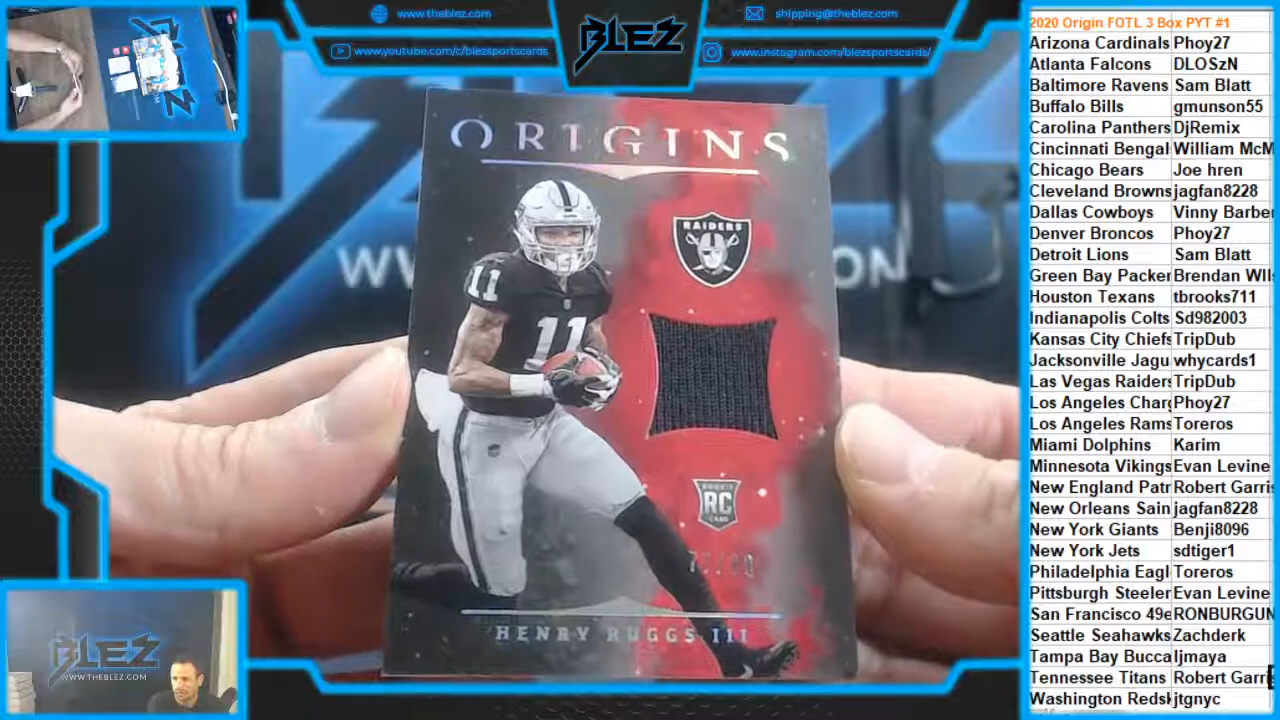 www.theblez.com
shipping@theblez.com
www.youtube.com/c/blezsportscards
www.instagram.com/blezsportscards/
BLEZ
2020 Origin FOTL 3 Box PYT #1
Arizona Cardinals Phoy27
Atlanta Falcons DLOSzN
Baltimore Ravens Sam Blatt
Buffalo Bills gmunson55
Carolina Panthers DjRemix
Cincinnati Bengal William McM
Chicago Bears Joe hren
Cleveland Browns jagfan8228
Dallas Cowboys Vinny Barbe
Denver Broncos Phoy27
Detroit Lions Sam Blatt
Green Bay Packer Brendan WIl
Houston Texans tbrooks711
Indianapolis Colts Sd982003
Kansas City Chiefs TripDub
Jacksonville Jagu whycards1
Las Vegas Raiders TripDub
Los Angeles Charg Phoy27
Los Angeles Rams Toreros
Miami Dolphins Karim
Minnesota Vikings Evan Levine
New England Patr Robert Garri
New Orleans Sain jagfan8228
New York Giants Benji8096
New York Jets sdtiger1
Philadelphia Eagl Toreros
Pittsburgh Steeler Evan Levine
San Francisco 49e RONBURGUN
Seattle Seahawks Zachderk
Tampa Bay Bucca ljmaya
Tennessee Titans Robert Garri
Washington Redsk jtgnyc
ORIGINS
RAIDERS
11
11
ROOKIE
RC
CARD
HENRY RUGGS III
BLEZ
WWW.THEBLEZ.COM